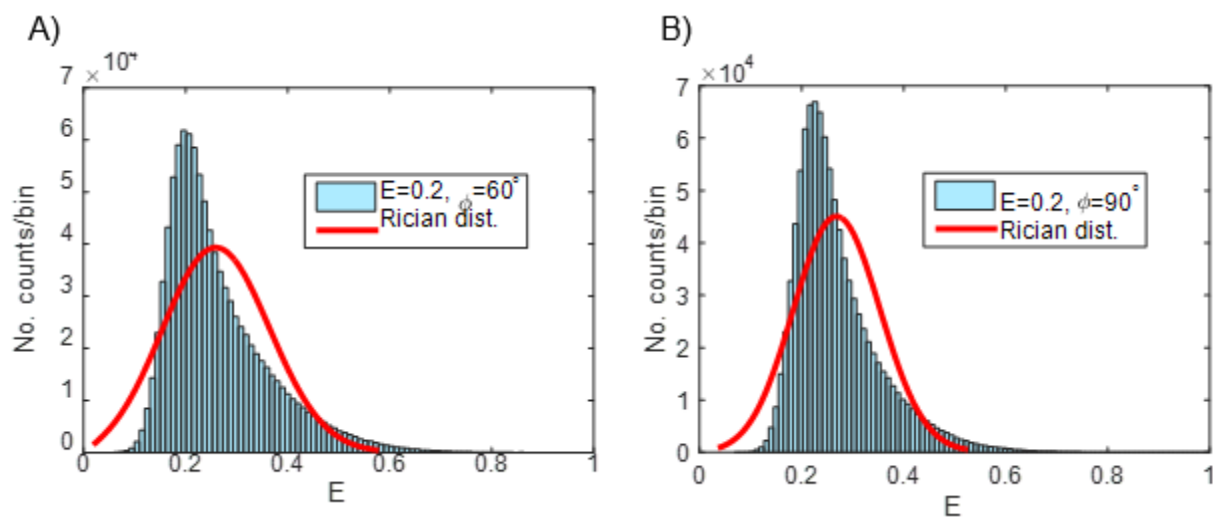 A)
7 × 10⁴
6
5
4
3
2
1
0
No. counts/bin
E=0.2, ϕ=60°
Rician dist.
0 0.2 0.4 0.6 0.8 1
E
B)
7 ×10⁴
6
5
4
3
2
1
0
No. counts/bin
E=0.2, ϕ=90°
Rician dist.
0 0.2 0.4 0.6 0.8 1
E